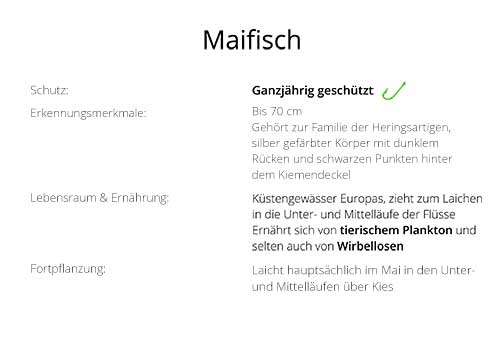 Maifisch
Schutz: Ganzjährig geschützt
Erkennungsmerkmale: Bis 70 cm
Gehört zur Familie der Heringsartigen,
silber gefärbter Körper mit dunklem
Rücken und schwarzen Punkten hinter
dem Kiemendeckel
Lebensraum & Ernährung: Küstengewässer Europas, zieht zum Laichen
in die Unter- und Mittelläufe der Flüsse
Ernährt sich von tierischem Plankton und
selten auch von Wirbellosen
Fortpflanzung: Laicht hauptsächlich im Mai in den Unter-
und Mittelläufen über Kies